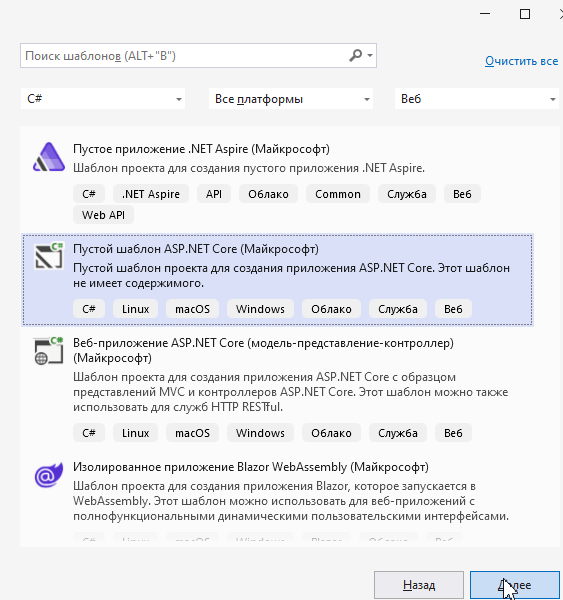 Поиск шаблонов (ALT+"В")
Очистить все
C#
Все платформы
Веб
Пустое приложение .NET Aspire (Майкрософт)
Шаблон проекта для создания пустого приложения .NET Aspire.
C# .NET Aspire API Облако Common Служба Веб
Web API
Пустой шаблон ASP.NET Core (Майкрософт)
Пустой шаблон проекта для создания приложения ASP.NET Core. Этот шаблон
не имеет содержимого.
C# Linux macOS Windows Облако Служба Веб
Веб-приложение ASP.NET Core (модель-представление-контроллер)
(Майкрософт)
Шаблон проекта для создания приложения ASP.NET Core с образцом
представлений MVC и контроллеров ASP.NET Core. Этот шаблон можно также
использовать для служб HTTP RESTful.
C# Linux macOS Windows Облако Служба Веб
Изолированное приложение Blazor WebAssembly (Майкрософт)
Шаблон проекта для создания приложения Blazor, которое запускается в
WebAssembly. Этот шаблон можно использовать для веб-приложений с
полнофункциональными динамическими пользовательскими интерфейсами.
C# Linux macOS Windows Blazor Облако Веб
Назад
Далее